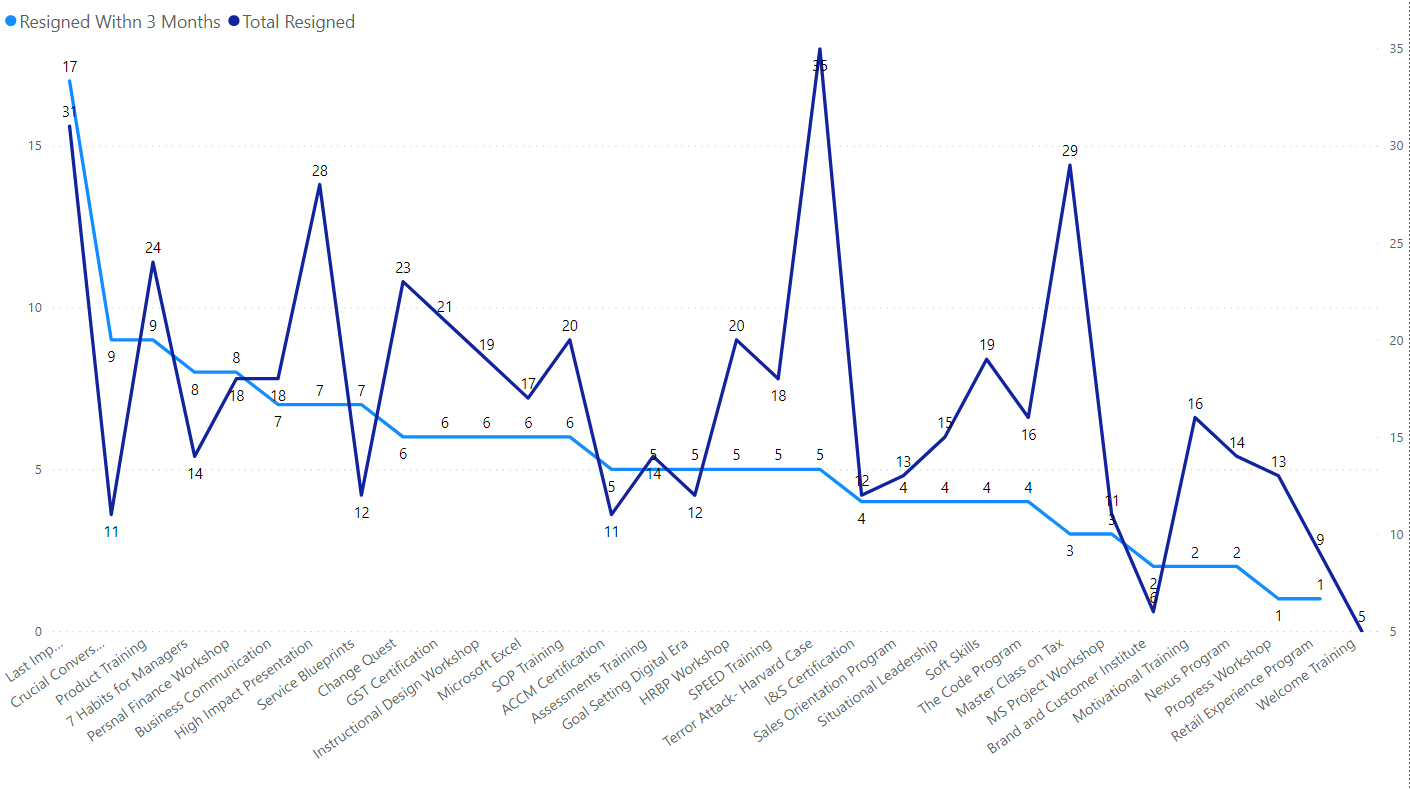 Resigned Withn 3 Months Total Resigned
35
17
31
35
15
30
29
28
24
25
23
21
9
10
20
20
20
19
19
9
8
17
8
18
18
7
7
7
18
16
16
14
6
6
6
6
6
15
15
14
13
14
13
12
5
5
5
5
5
5
14
12
11
5
11
12
12
4
4
4
4
4
11
3
10
9
3
2
2
2
6
1
1
5
0
5
Last Imp...
Crucial Convers...
Product Training
7 Habits for Managers
Persnal Finance Workshop
Business Communication
High Impact Presentation
Service Blueprints
Change Quest
GST Certification
Instructional Design Workshop
Microsoft Excel
SOP Training
ACCM Certification
Assessments Training
Goal Setting Digital Era
HRBP Workshop
SPEED Training
Terror Attack- Harvard Case
I&S Certification
Sales Orientation Program
Situational Leadership
Soft Skills
The Code Program
Master Class on Tax
MS Project Workshop
Brand and Customer Institute
Motivational Training
Nexus Program
Progress Workshop
Retail Experience Program
Welcome Training